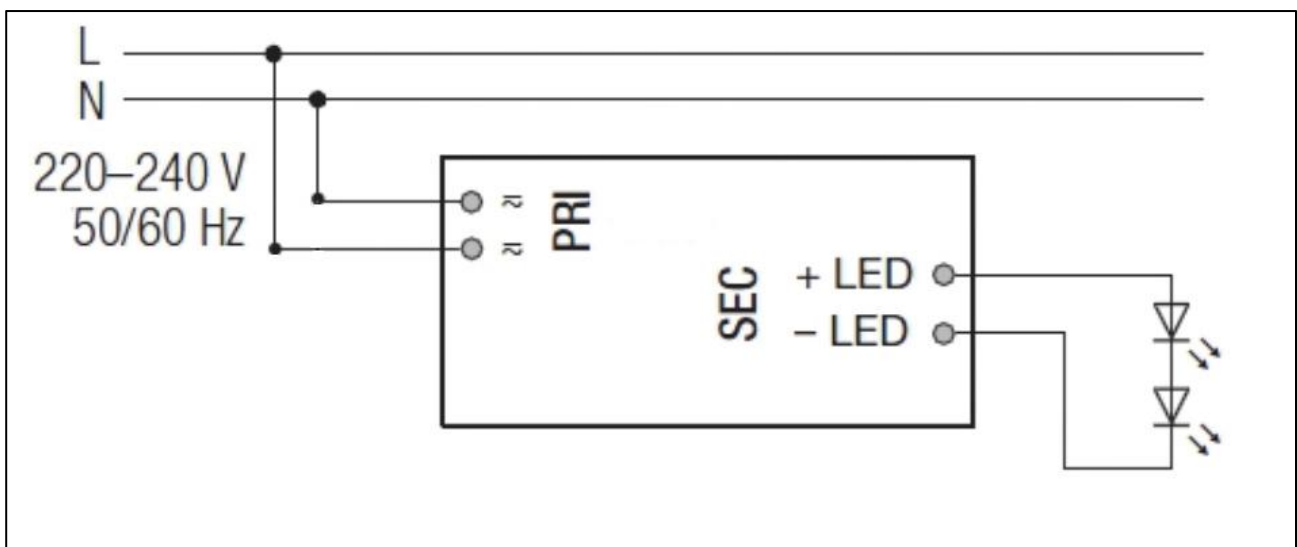 L
N
220–240 V
50/60 Hz
≈ PRI
≈
SEC
+ LED
– LED